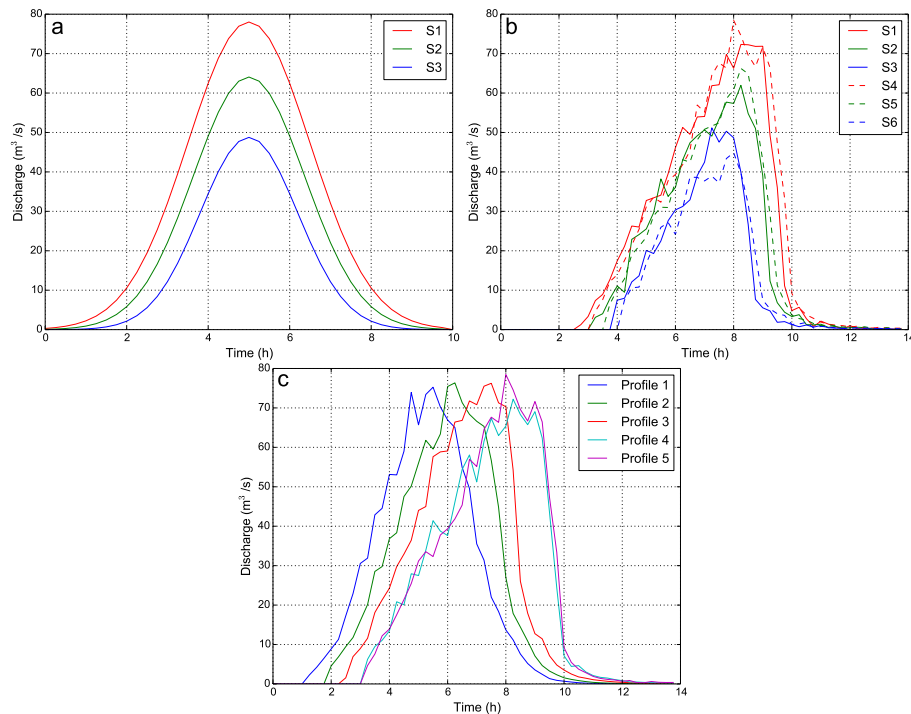 a
S1
S2
S3
80
70
60
50
40
30
20
10
0
Discharge (m³ /s)
0 2 4 6 8 10
Time (h)
b
S1
S2
S3
S4
S5
S6
80
70
60
50
40
30
20
10
0
Discharge (m³ /s)
0 2 4 6 8 10 12 14
Time (h)
c
Profile 1
Profile 2
Profile 3
Profile 4
Profile 5
80
70
60
50
40
30
20
10
0
Discharge (m³ /s)
0 2 4 6 8 10 12 14
Time (h)